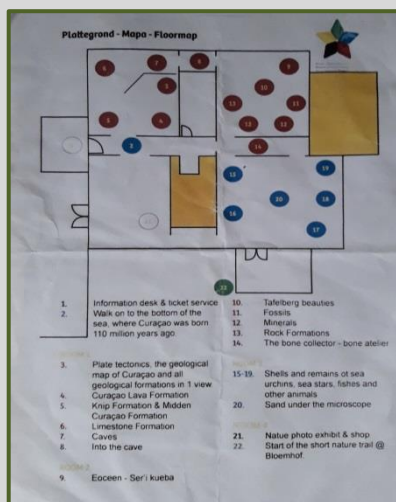 Plattegrond - Mapa - Floormap
1. Information desk & ticket service
2. Walk on to the bottom of the
sea, where Curaçao was born
110 million years ago.
3. Plate tectonics, the geological
map of Curaçao and all
geological formations in 1 view
4. Curaçao Lava Formation
5. Knip Formation & Midden
Curaçao Formation
6. Limestone Formation
7. Caves
8. Into the cave
9. Eoceen - Ser'i kueba
10. Tafelberg beauties
11. Fossils
12. Minerals
13. Rock Formations
14. The bone collector - bone atelier
15-19. Shells and remains of sea
urchins, sea stars, fishes and
other animals
20. Sand under the microscope
21. Natue photo exhibit & shop
22. Start of the short nature trail @
Bloemhof